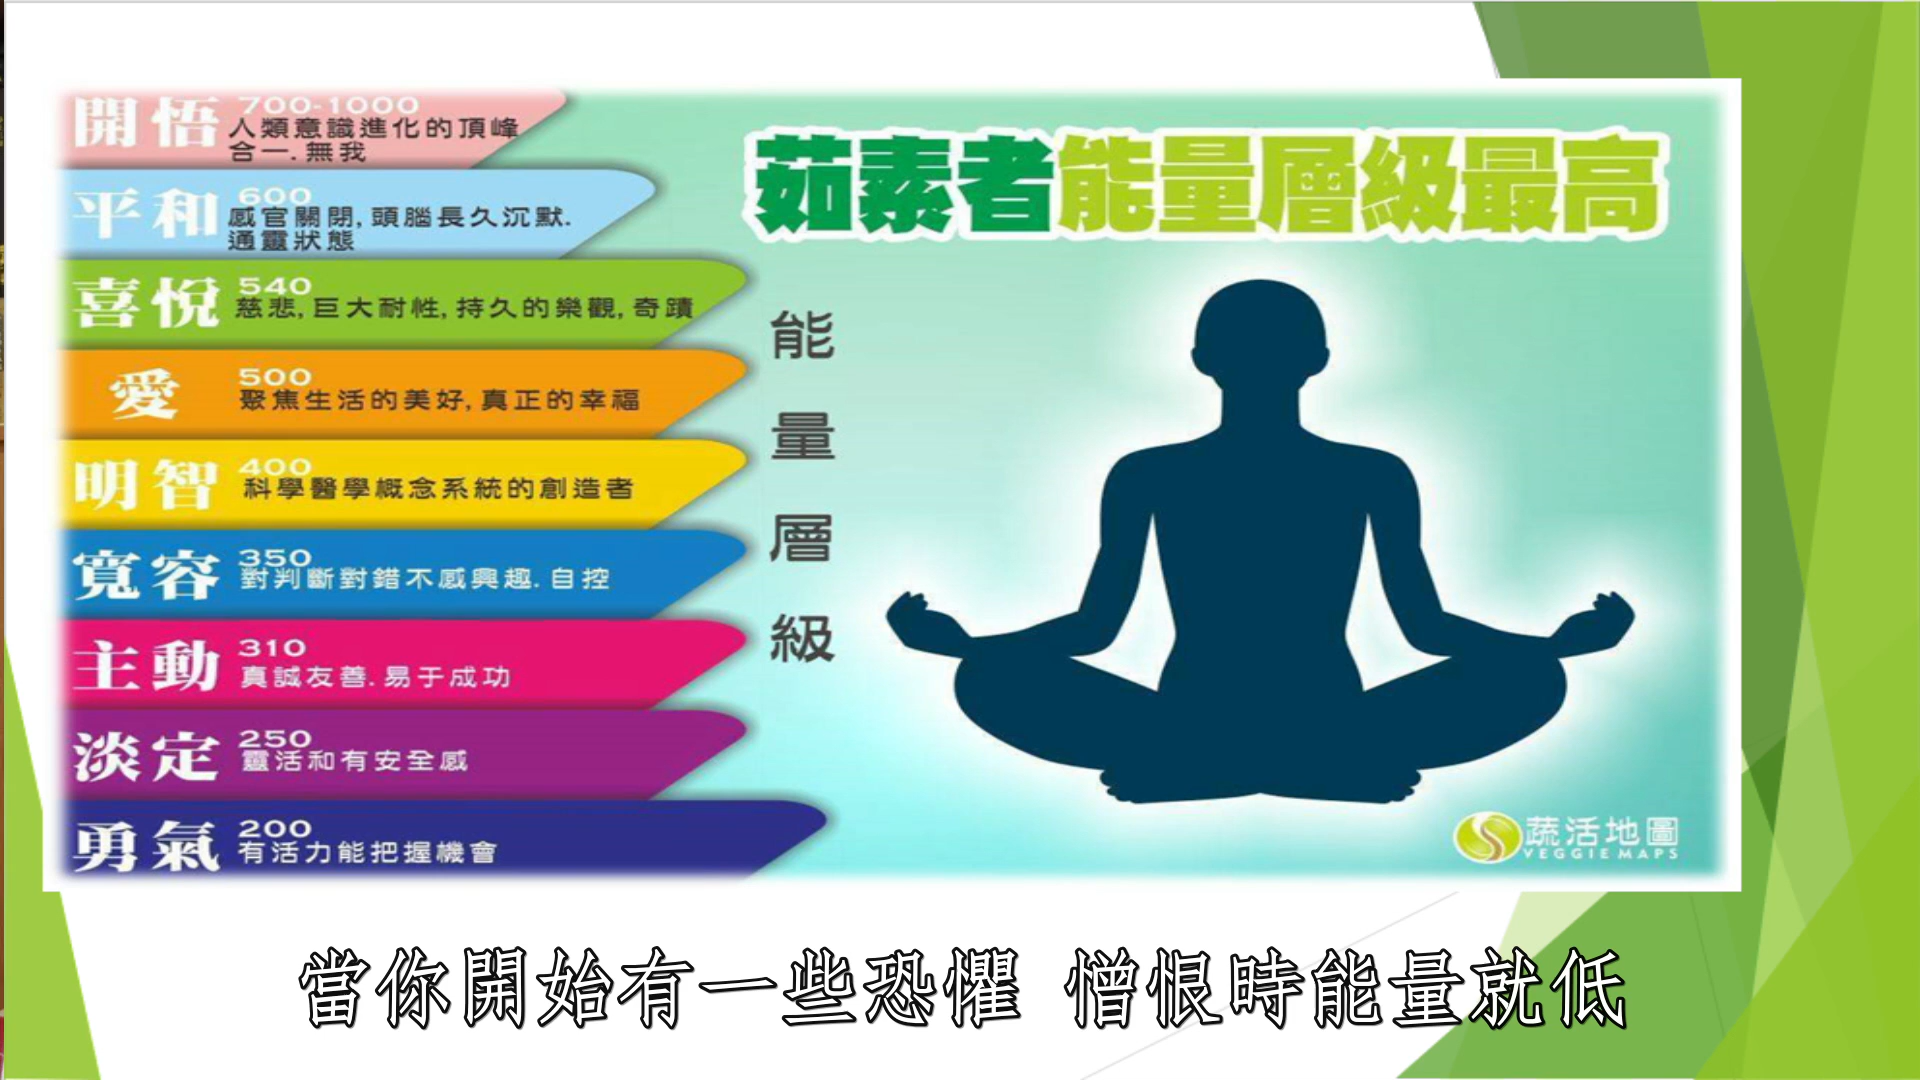 開悟 700-1000
人類意識進化的頂峰
合一.無我
平和 600
感官關閉,頭腦長久沉默.
通靈狀態
喜悅 540
慈悲,巨大耐性,持久的樂觀,奇蹟
愛 500
聚焦生活的美好,真正的幸福
明智 400
科學醫學概念系統的創造者
寬容 350
對判斷對錯不感興趣.自控
主動 310
真誠友善.易于成功
淡定 250
靈活和有安全感
勇氣 200
有活力能把握機會
茹素者能量層級最高
能量層級
蔬活地圖
VEGGIE MAPS
當你開始有一些恐懼 憎恨時能量就低